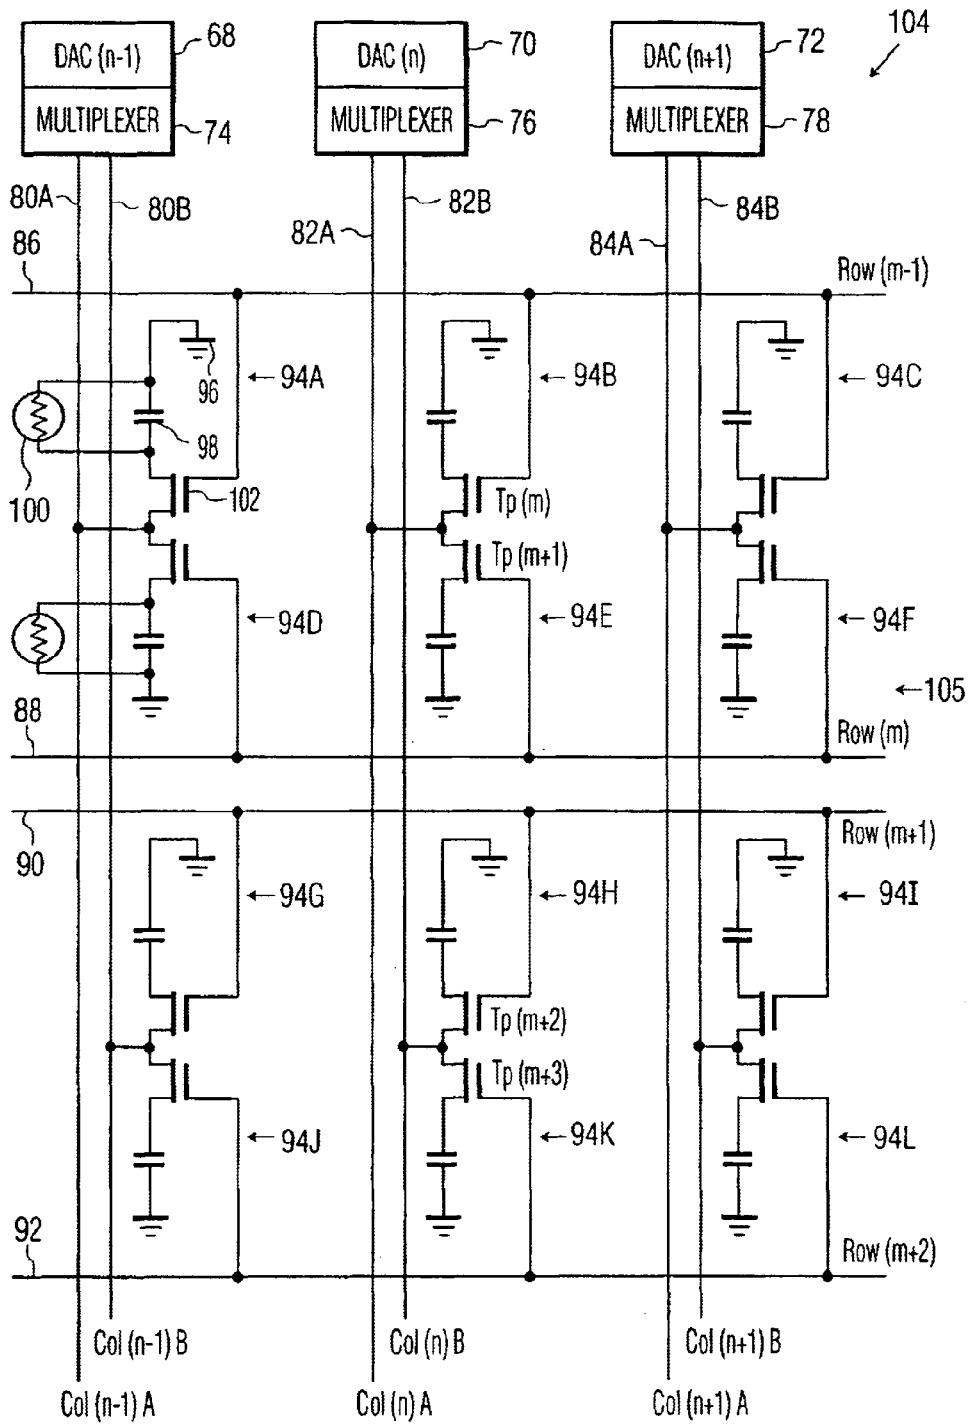 DAC (n-1) 68 DAC (n) 70 DAC (n+1) 72 104
MULTIPLEXER 74 MULTIPLEXER 76 MULTIPLEXER 78
80A 80B 82A 82B 84A 84B
86 Row (m-1)
96 94A 94B 94C
98
100 102 Tp (m)
Tp (m+1)
94D 94E 94F
105
88 Row (m)
90 Row (m+1)
94G 94H 94I
Tp (m+2)
Tp (m+3)
94J 94K 94L
92 Row (m+2)
Col (n-1) B Col (n) B Col (n+1) B
Col (n-1) A Col (n) A Col (n+1) A